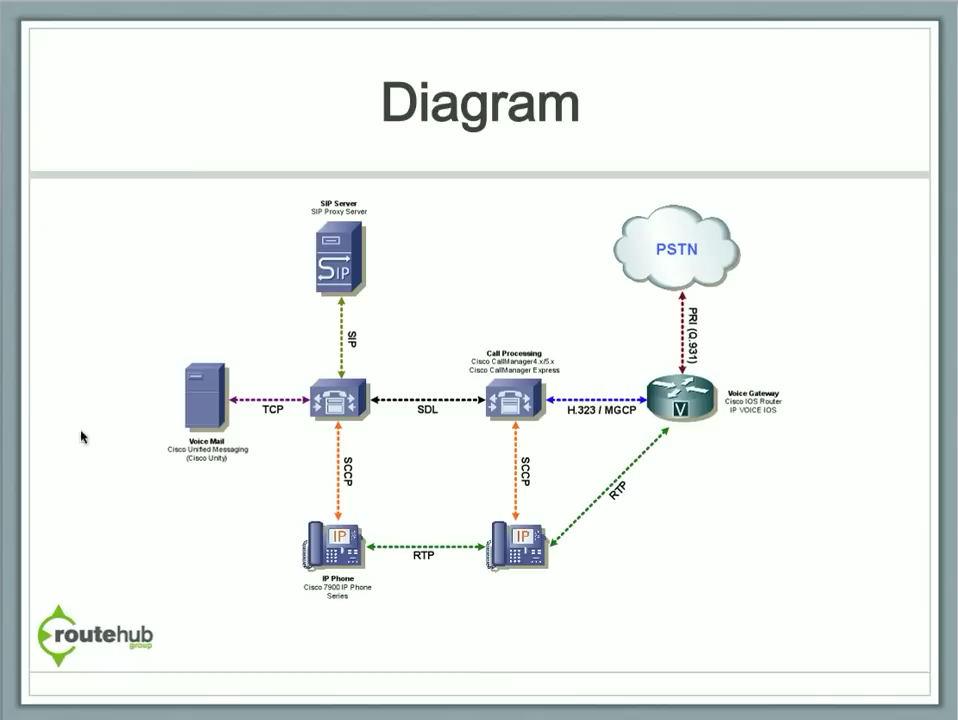 Diagram
SIP Server
SIP Proxy Server
SIP
PSTN
SIP
PRI (Q.931)
Call Processing
Cisco CallManager4.x/5.x
Cisco CallManager Express
TCP
SDL
H.323 / MGCP
V
Voice Gateway
Cisco IOS Router
IP VOICE IOS
Voice Mail
Cisco Unified Messaging
(Cisco Unity)
SCCP
SCCP
RTP
IP
IP
RTP
IP Phone
Cisco 7900 IP Phone
Series
routehub
group